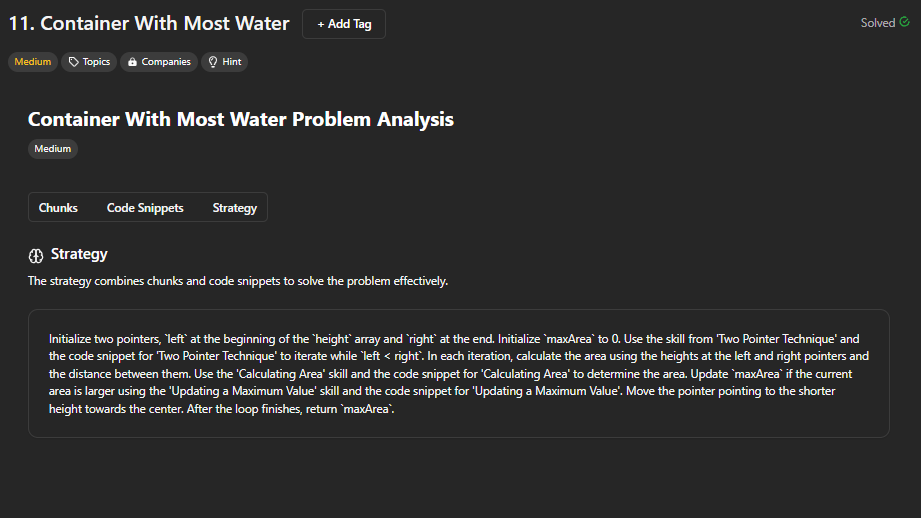 11. Container With Most Water
+ Add Tag
Solved
Medium
Topics
Companies
Hint
Container With Most Water Problem Analysis
Medium
Chunks
Code Snippets
Strategy
Strategy
The strategy combines chunks and code snippets to solve the problem effectively.
Initialize two pointers, `left` at the beginning of the `height` array and `right` at the end. Initialize `maxArea` to 0. Use the skill from 'Two Pointer Technique' and
the code snippet for 'Two Pointer Technique' to iterate while `left < right`. In each iteration, calculate the area using the heights at the left and right pointers and
the distance between them. Use the 'Calculating Area' skill and the code snippet for 'Calculating Area' to determine the area. Update `maxArea` if the current
area is larger using the 'Updating a Maximum Value' skill and the code snippet for 'Updating a Maximum Value'. Move the pointer pointing to the shorter
height towards the center. After the loop finishes, return `maxArea`.